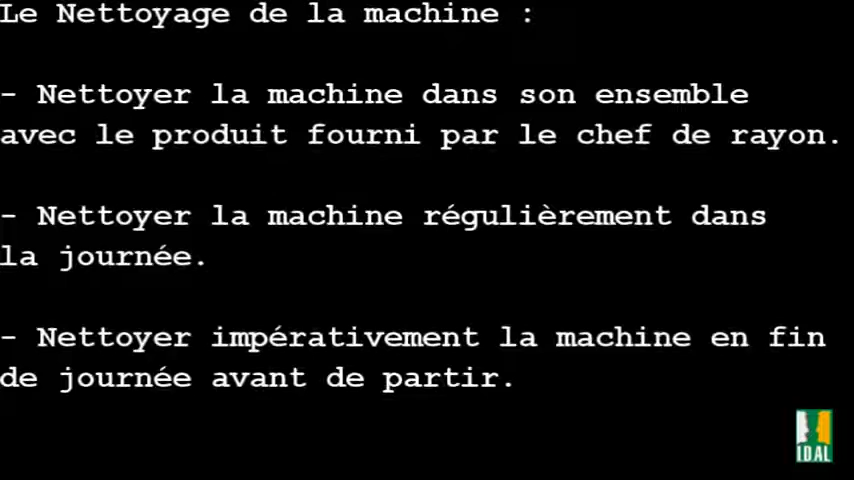 Le Nettoyage de la machine :
- Nettoyer la machine dans son ensemble
avec le produit fourni par le chef de rayon.
- Nettoyer la machine régulièrement dans
la journée.
- Nettoyer impérativement la machine en fin
de journée avant de partir.
IDAL